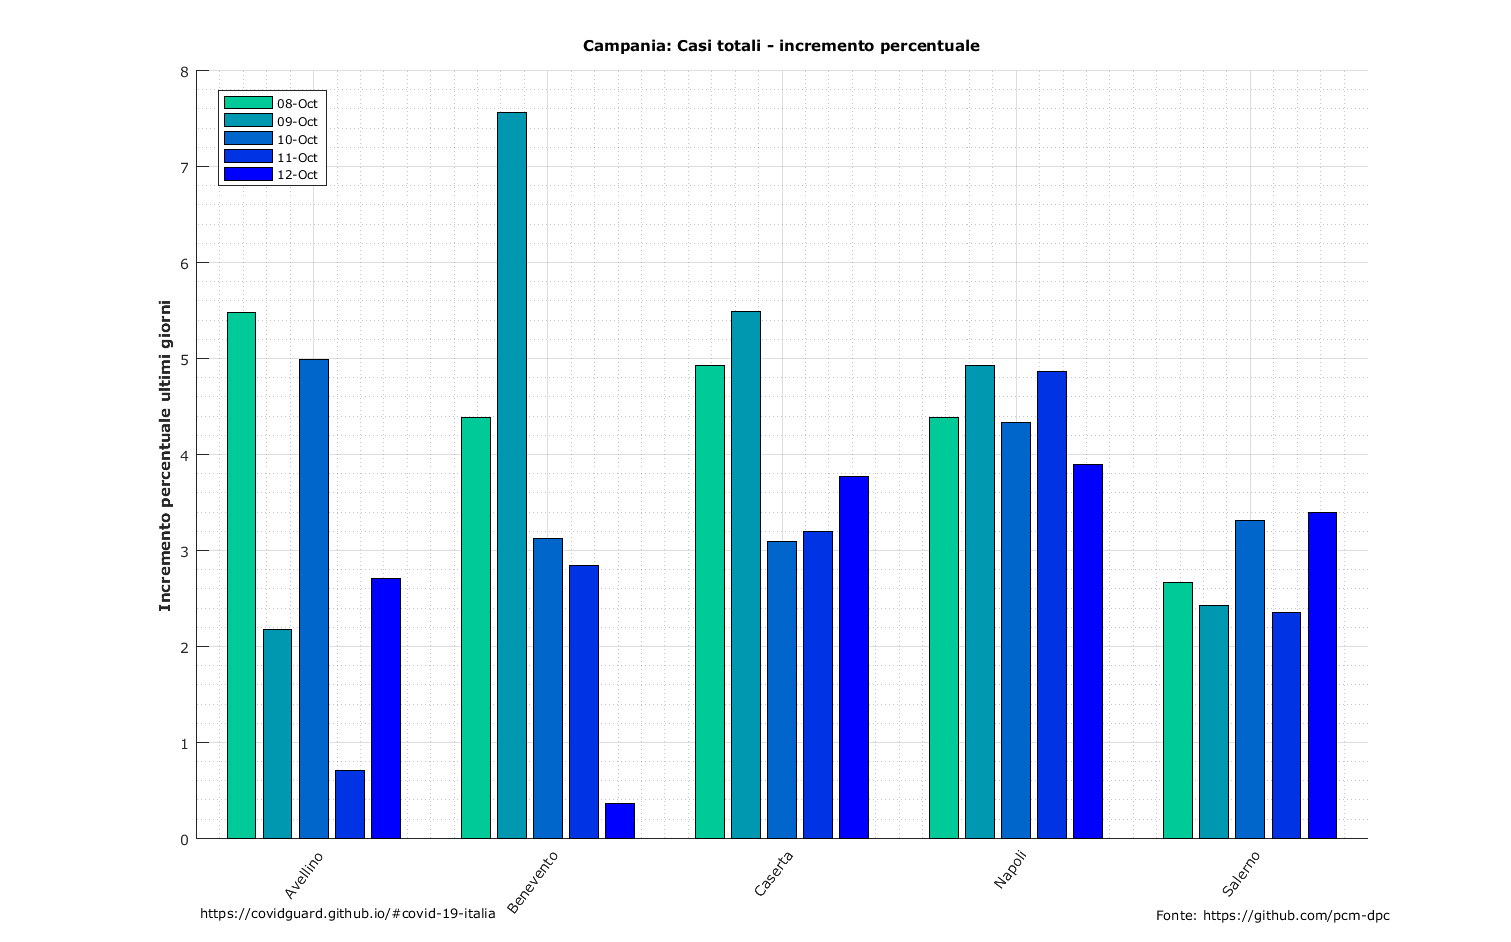 Campania: Casi totali - incremento percentuale
8
7
6
5
4
3
2
1
0
Incremento percentuale ultimi giorni
08-Oct
09-Oct
10-Oct
11-Oct
12-Oct
Avellino
Benevento
Caserta
Napoli
Salerno
https://covidguard.github.io/#covid-19-italia
Fonte: https://github.com/pcm-dpc